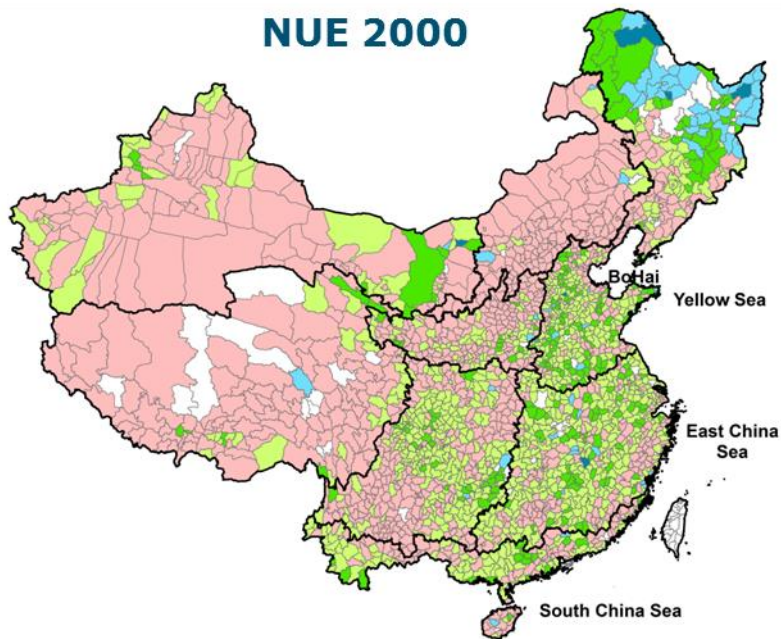 NUE 2000
BoHai
Yellow Sea
East China
Sea
South China Sea